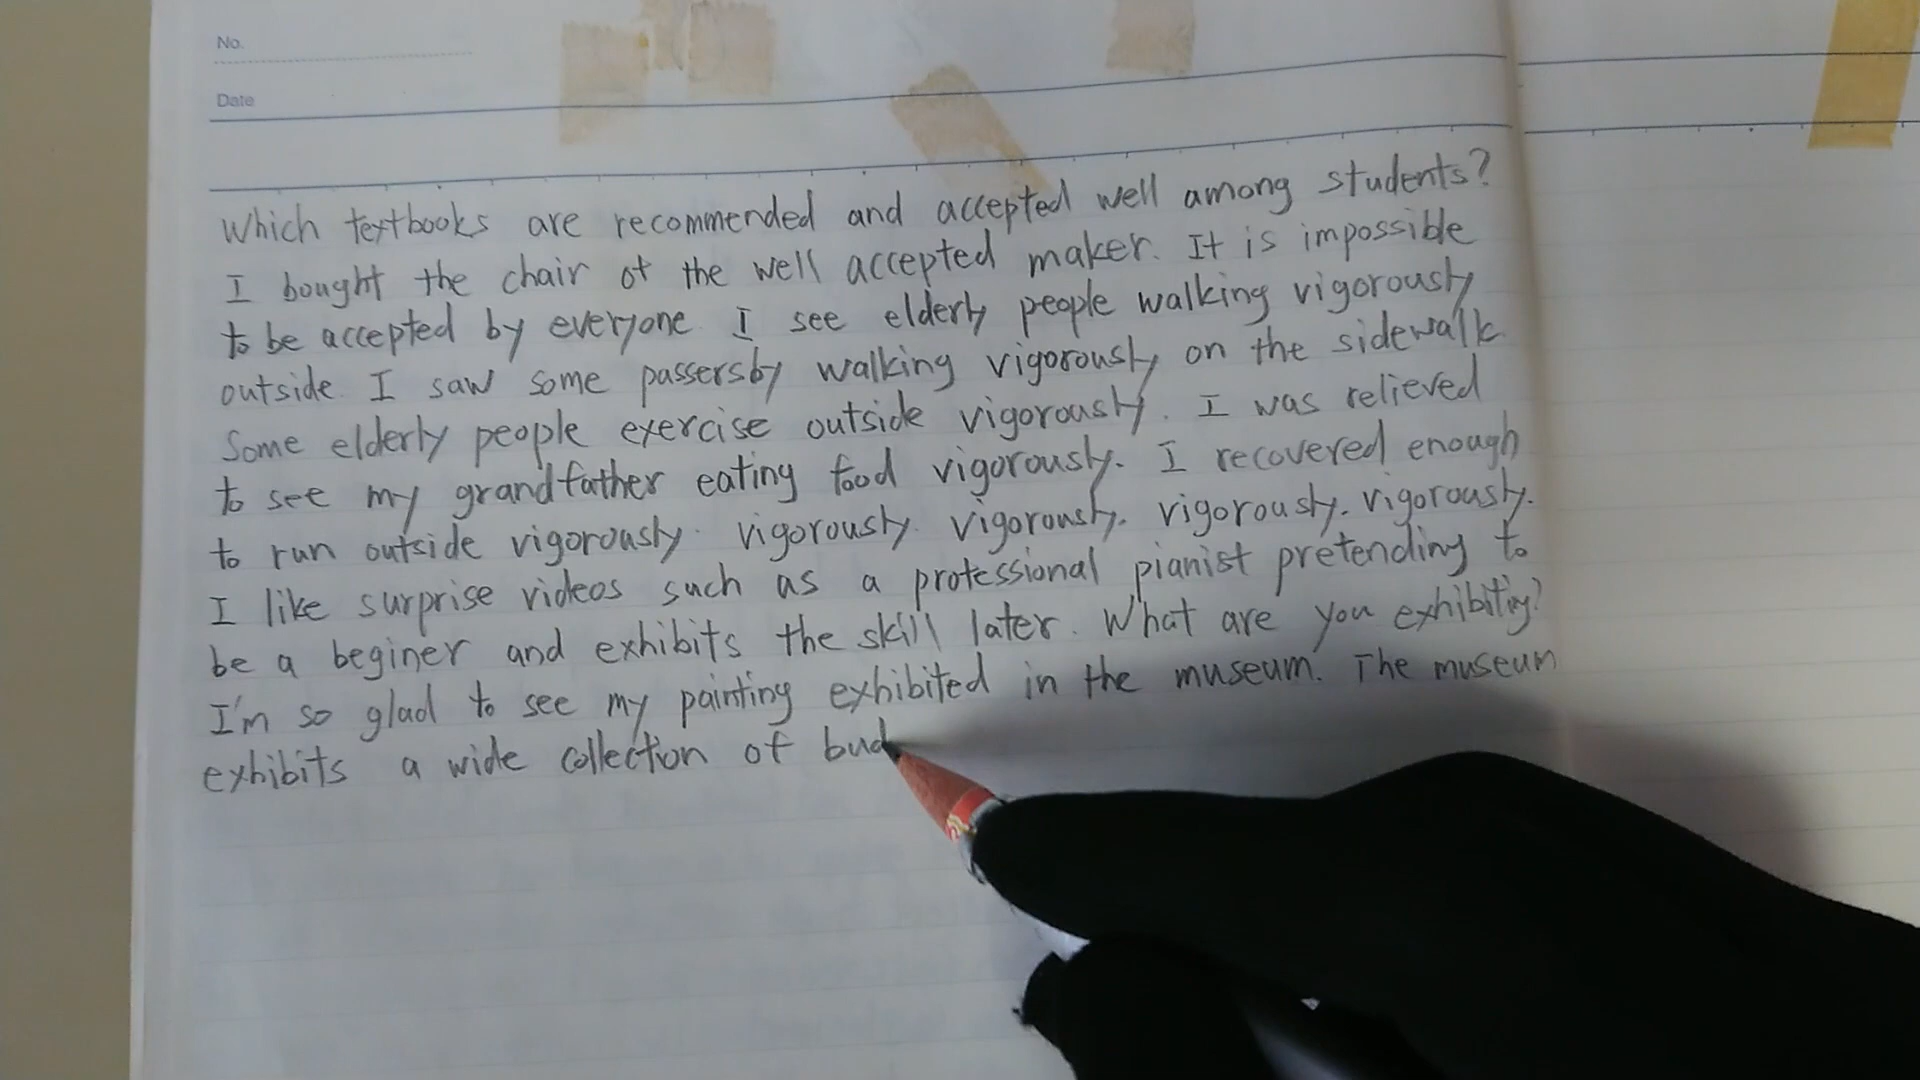 No.
Date
Which textbooks are recommended and accepted well among students?
I bought the chair of the well accepted maker. It is impossible
to be accepted by everyone. I see elderly people walking vigorously
outside. I saw some passersby walking vigorously on the sidewalk
Some elderly people exercise outside vigorously. I was relieved
to see my grandfather eating food vigorously. I recovered enough
to run outside vigorously. vigorously. vigorously. vigorously. vigorously.
I like surprise videos such as a professional pianist pretending to
be a beginer and exhibits the skill later. What are you exhibiting?
I'm so glad to see my painting exhibited in the museum. The museum
exhibits a wide collection of bud